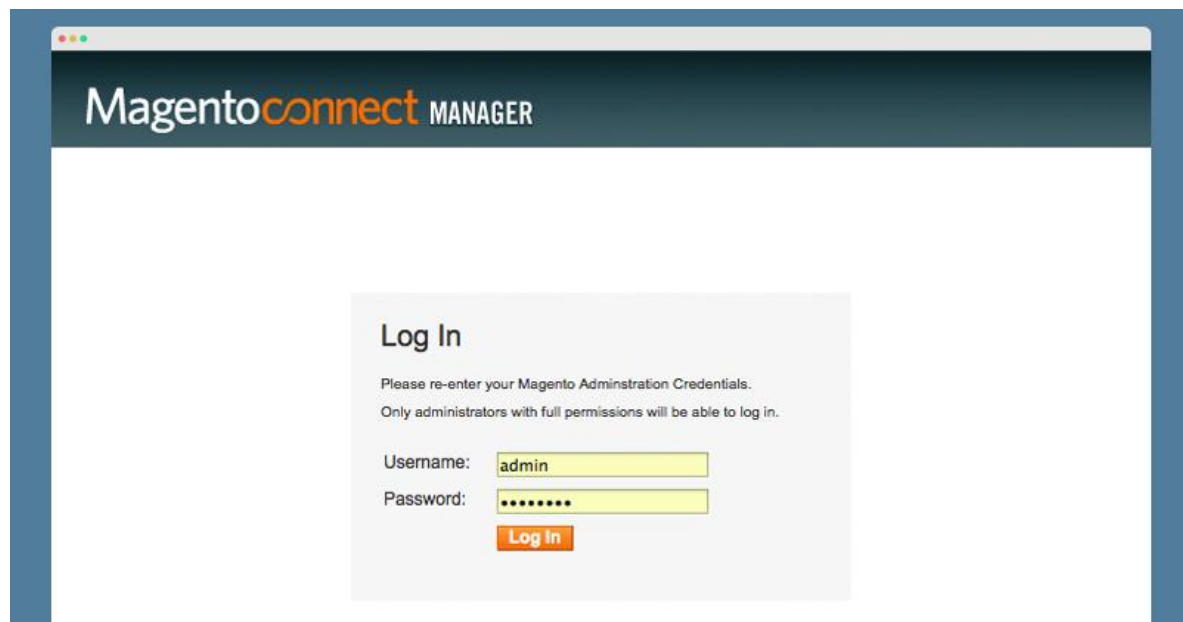 Magentoconnect MANAGER
Log In
Please re-enter your Magento Adminstration Credentials.
Only administrators with full permissions will be able to log in.
Username: admin
Password: ••••••••
Log In